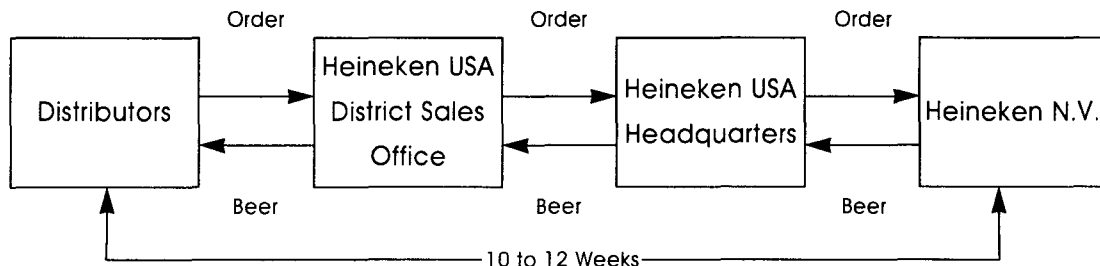 Order
Order
Order
Distributors
Heineken USA
District Sales
Office
Heineken USA
Headquarters
Heineken N.V.
Beer
Beer
Beer
10 to 12 Weeks